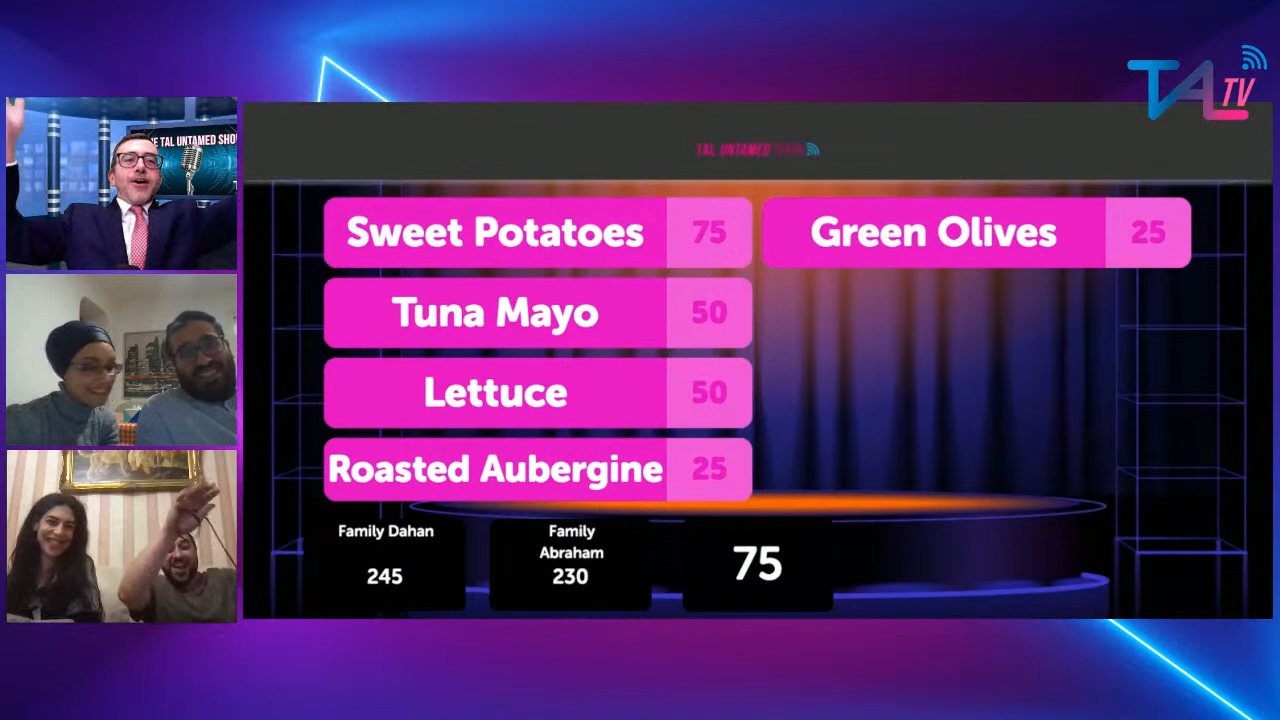 TAL TV
THE TAL UNTAMED SHOW
TAL UNTAMED SHOW
Sweet Potatoes 75
Green Olives 25
Tuna Mayo 50
Lettuce 50
Roasted Aubergine 25
Family Dahan
245
Family
Abraham
230
75